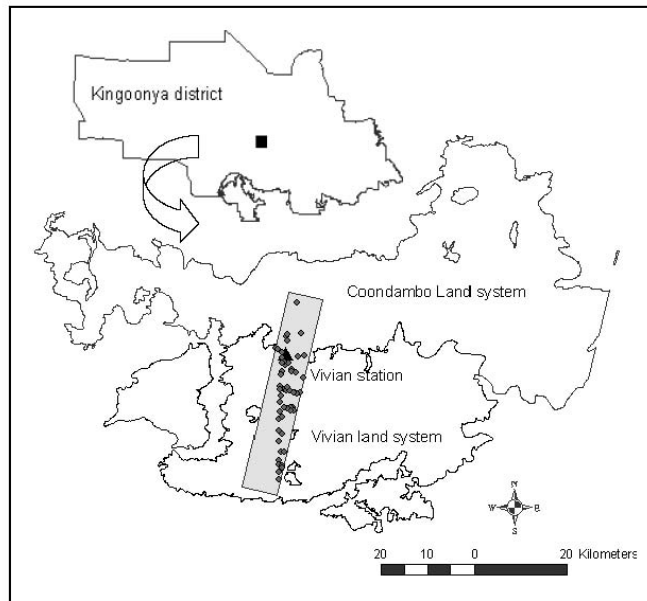 Kingoonya district
Coondambo Land system
Vivian station
Vivian land system
N
W E
S
20 10 0 20 Kilometers